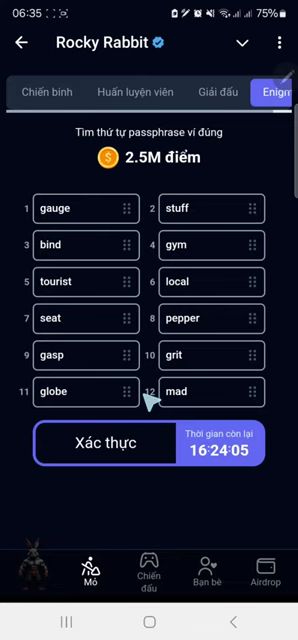 06:35
75%
Rocky Rabbit
Chiến binh Huấn luyện viên Giải đấu Enigm
Tìm thứ tự passphrase ví đúng
2.5M điểm
1 gauge 2 stuff
3 bind 4 gym
5 tourist 6 local
7 seat 8 pepper
9 gasp 10 grit
11 globe 12 mad
Xác thực
Thời gian còn lại
16:24:05
Mỏ
Chiến
đấu
Bạn bè
Airdrop